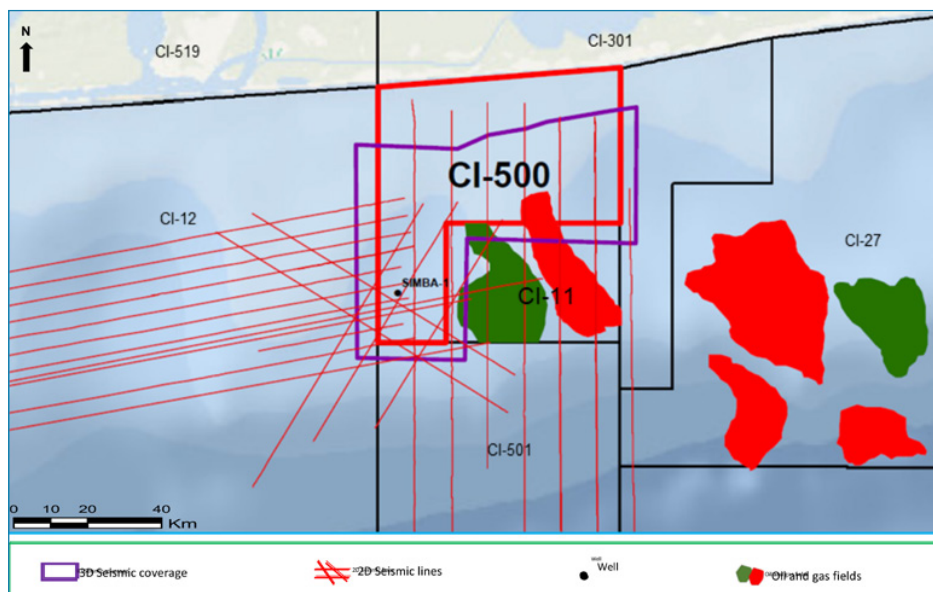 N
CI-519
CI-301
CI-500
CI-12
CI-27
SIMBA-1
CI-11
CI-501
0 10 20 40
Km
3D Seismic coverage
2D Seismic lines
Well
Well
Oil and gas fields